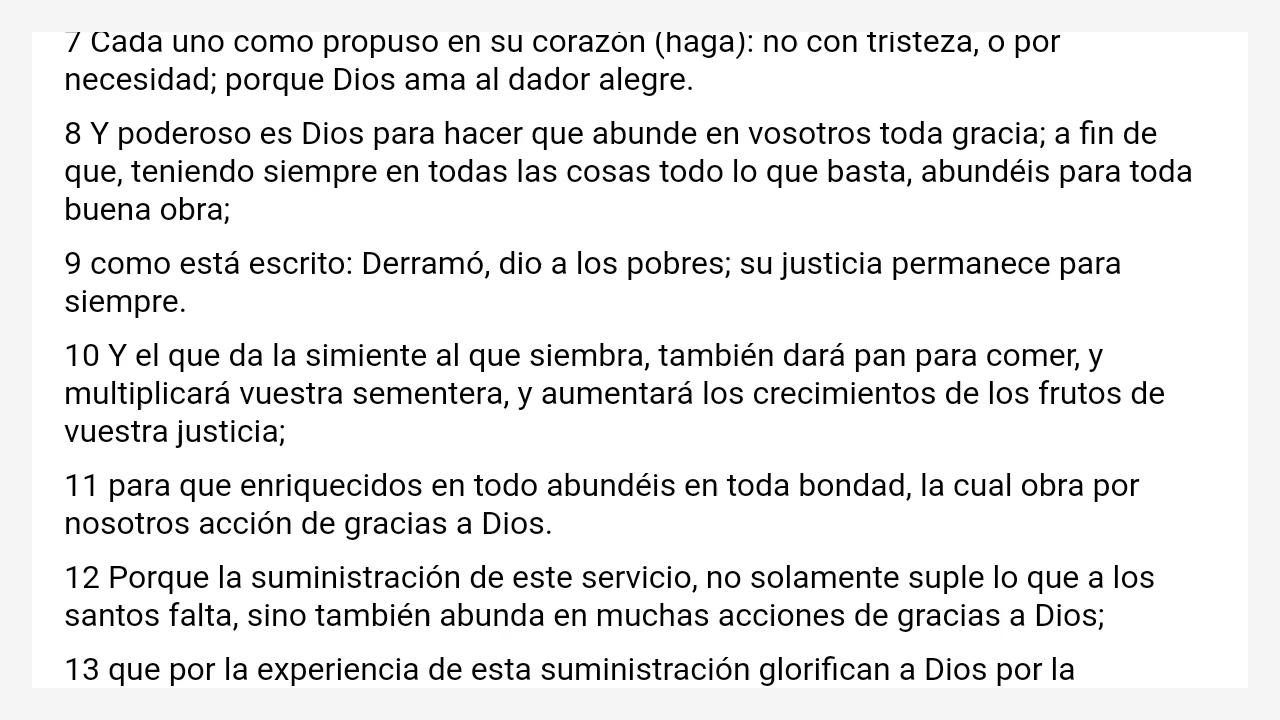 7 Cada uno como propuso en su corazón (haga): no con tristeza, o por
necesidad; porque Dios ama al dador alegre.
8 Y poderoso es Dios para hacer que abunde en vosotros toda gracia; a fin de
que, teniendo siempre en todas las cosas todo lo que basta, abundéis para toda
buena obra;
9 como está escrito: Derramó, dio a los pobres; su justicia permanece para
siempre.
10 Y el que da la simiente al que siembra, también dará pan para comer, y
multiplicará vuestra sementera, y aumentará los crecimientos de los frutos de
vuestra justicia;
11 para que enriquecidos en todo abundéis en toda bondad, la cual obra por
nosotros acción de gracias a Dios.
12 Porque la suministración de este servicio, no solamente suple lo que a los
santos falta, sino también abunda en muchas acciones de gracias a Dios;
13 que por la experiencia de esta suministración glorifican a Dios por la